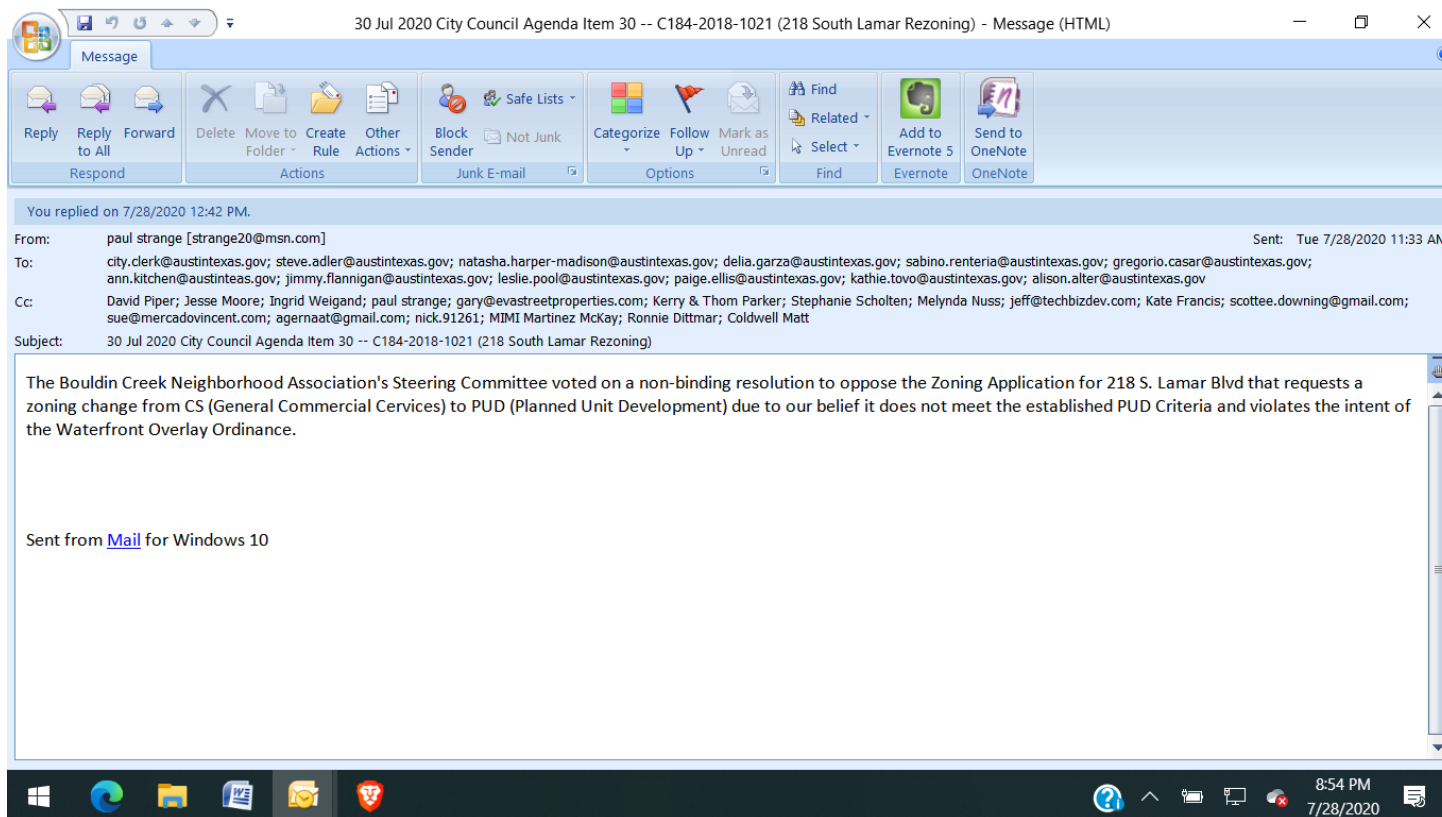 30 Jul 2020 City Council Agenda Item 30 -- C184-2018-1021 (218 South Lamar Rezoning) - Message (HTML)
Message
Reply
Reply to All
Forward
Delete
Move to Folder
Create Rule
Other Actions
Block Sender
Safe Lists
Not Junk
Categorize
Follow Up
Mark as Unread
Find
Related
Select
Add to Evernote 5
Send to OneNote
Respond
Actions
Junk E-mail
Options
Find
Evernote
OneNote
You replied on 7/28/2020 12:42 PM.
From: paul strange [strange20@msn.com]
Sent: Tue 7/28/2020 11:33 AM
To: city.clerk@austintexas.gov; steve.adler@austintexas.gov; natasha.harper-madison@austintexas.gov; delia.garza@austintexas.gov; sabino.renteria@austintexas.gov; gregorio.casar@austintexas.gov;
ann.kitchen@austinteas.gov; jimmy.flannigan@austintexas.gov; leslie.pool@austintexas.gov; paige.ellis@austintexas.gov; kathie.tovo@austintexas.gov; alison.alter@austintexas.gov
Cc: David Piper; Jesse Moore; Ingrid Weigand; paul strange; gary@evastreetproperties.com; Kerry & Thom Parker; Stephanie Scholten; Melynda Nuss; jeff@techbizdev.com; Kate Francis; scottee.downing@gmail.com;
sue@mercadovincent.com; agernaat@gmail.com; nick.91261; MIMI Martinez McKay; Ronnie Dittmar; Coldwell Matt
Subject: 30 Jul 2020 City Council Agenda Item 30 -- C184-2018-1021 (218 South Lamar Rezoning)
The Bouldin Creek Neighborhood Association's Steering Committee voted on a non-binding resolution to oppose the Zoning Application for 218 S. Lamar Blvd that requests a
zoning change from CS (General Commercial Cervices) to PUD (Planned Unit Development) due to our belief it does not meet the established PUD Criteria and violates the intent of
the Waterfront Overlay Ordinance.
Sent from Mail for Windows 10
8:54 PM
7/28/2020